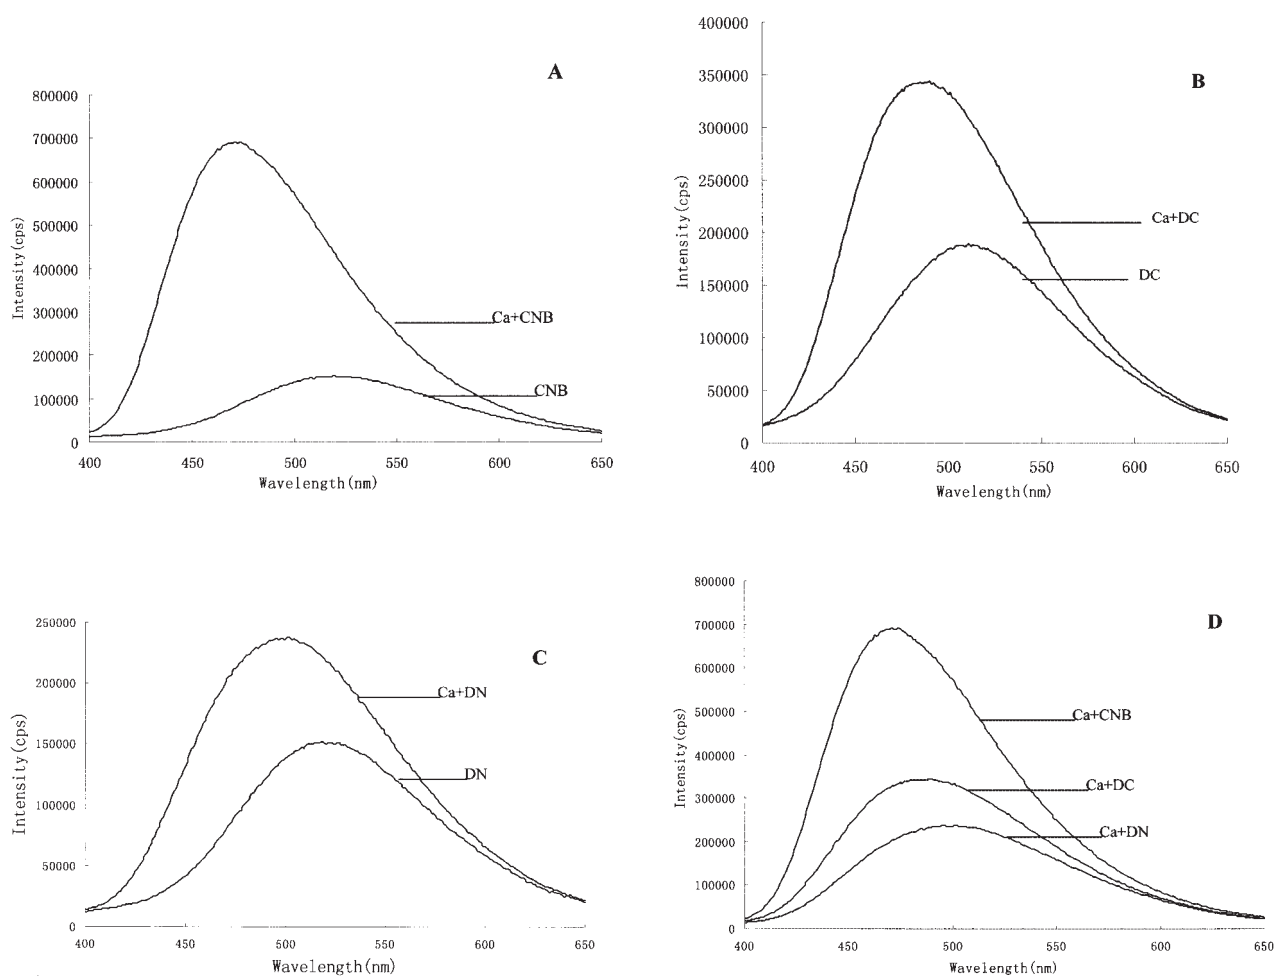 A
800000
700000
600000
500000
400000
300000
200000
100000
0
Intensity(cps)
Ca+CNB
CNB
400 450 500 550 600 650
Wavelength(nm)
B
400000
350000
300000
250000
200000
150000
100000
50000
0
Intensity(cps)
Ca+DC
DC
400 450 500 550 600 650
Wavelength(nm)
C
250000
200000
150000
100000
50000
0
Intensity(cps)
Ca+DN
DN
400 450 500 550 600 650
Wavelength(nm)
D
800000
700000
600000
500000
400000
300000
200000
100000
0
Intensity(cps)
Ca+CNB
Ca+DC
Ca+DN
400 450 500 550 600 650
Wavelength(nm)